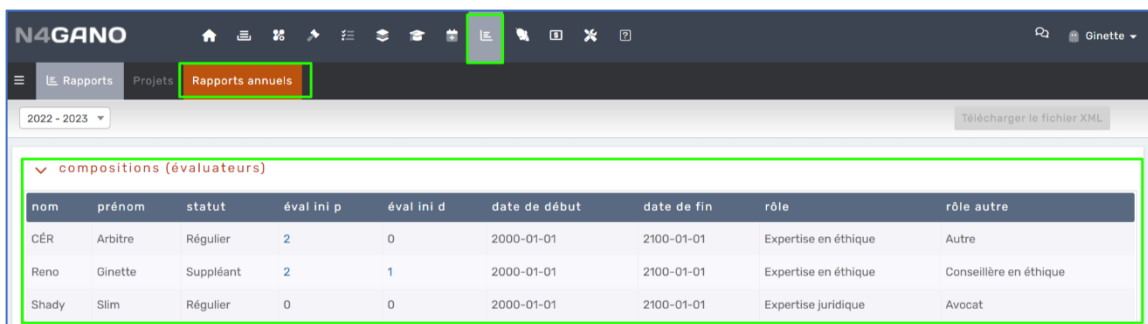 N4GANO Ginette
Rapports Projets Rapports annuels
2022 - 2023 Télécharger le fichier XML
compositions (évaluateurs)
nom prénom statut éval ini p éval ini d date de début date de fin rôle rôle autre
CÉR Arbitre Régulier 2 0 2000-01-01 2100-01-01 Expertise en éthique Autre
Reno Ginette Suppléant 2 1 2000-01-01 2100-01-01 Expertise en éthique Conseillère en éthique
Shady Slim Régulier 0 0 2000-01-01 2100-01-01 Expertise juridique Avocat